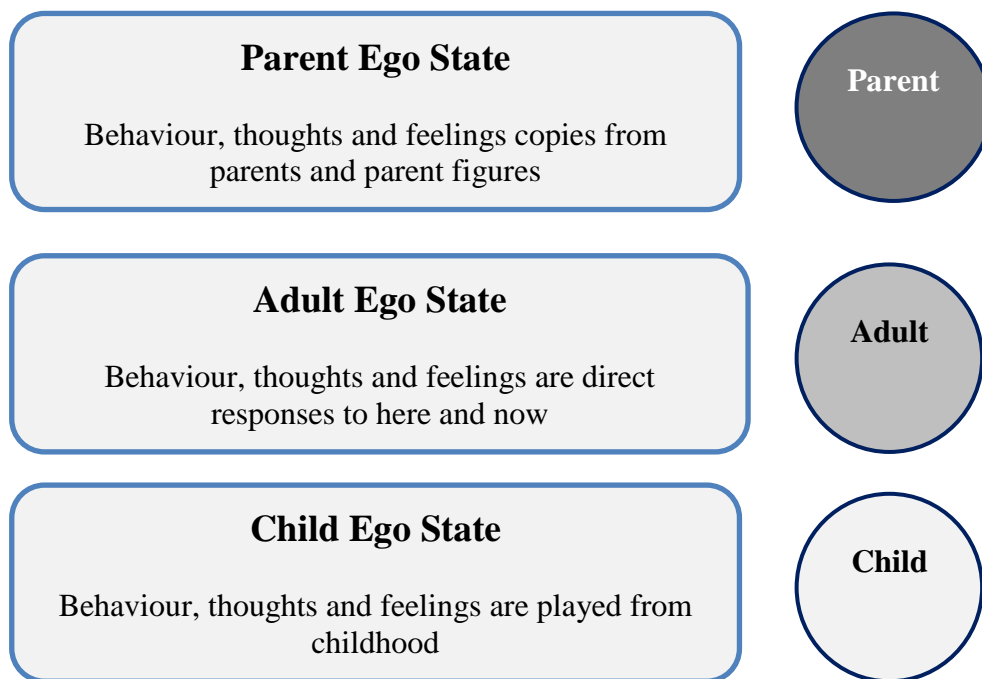 Parent Ego State
Parent
Behaviour, thoughts and feelings copies from
parents and parent figures
Adult Ego State
Adult
Behaviour, thoughts and feelings are direct
responses to here and now
Child Ego State
Child
Behaviour, thoughts and feelings are played from
childhood